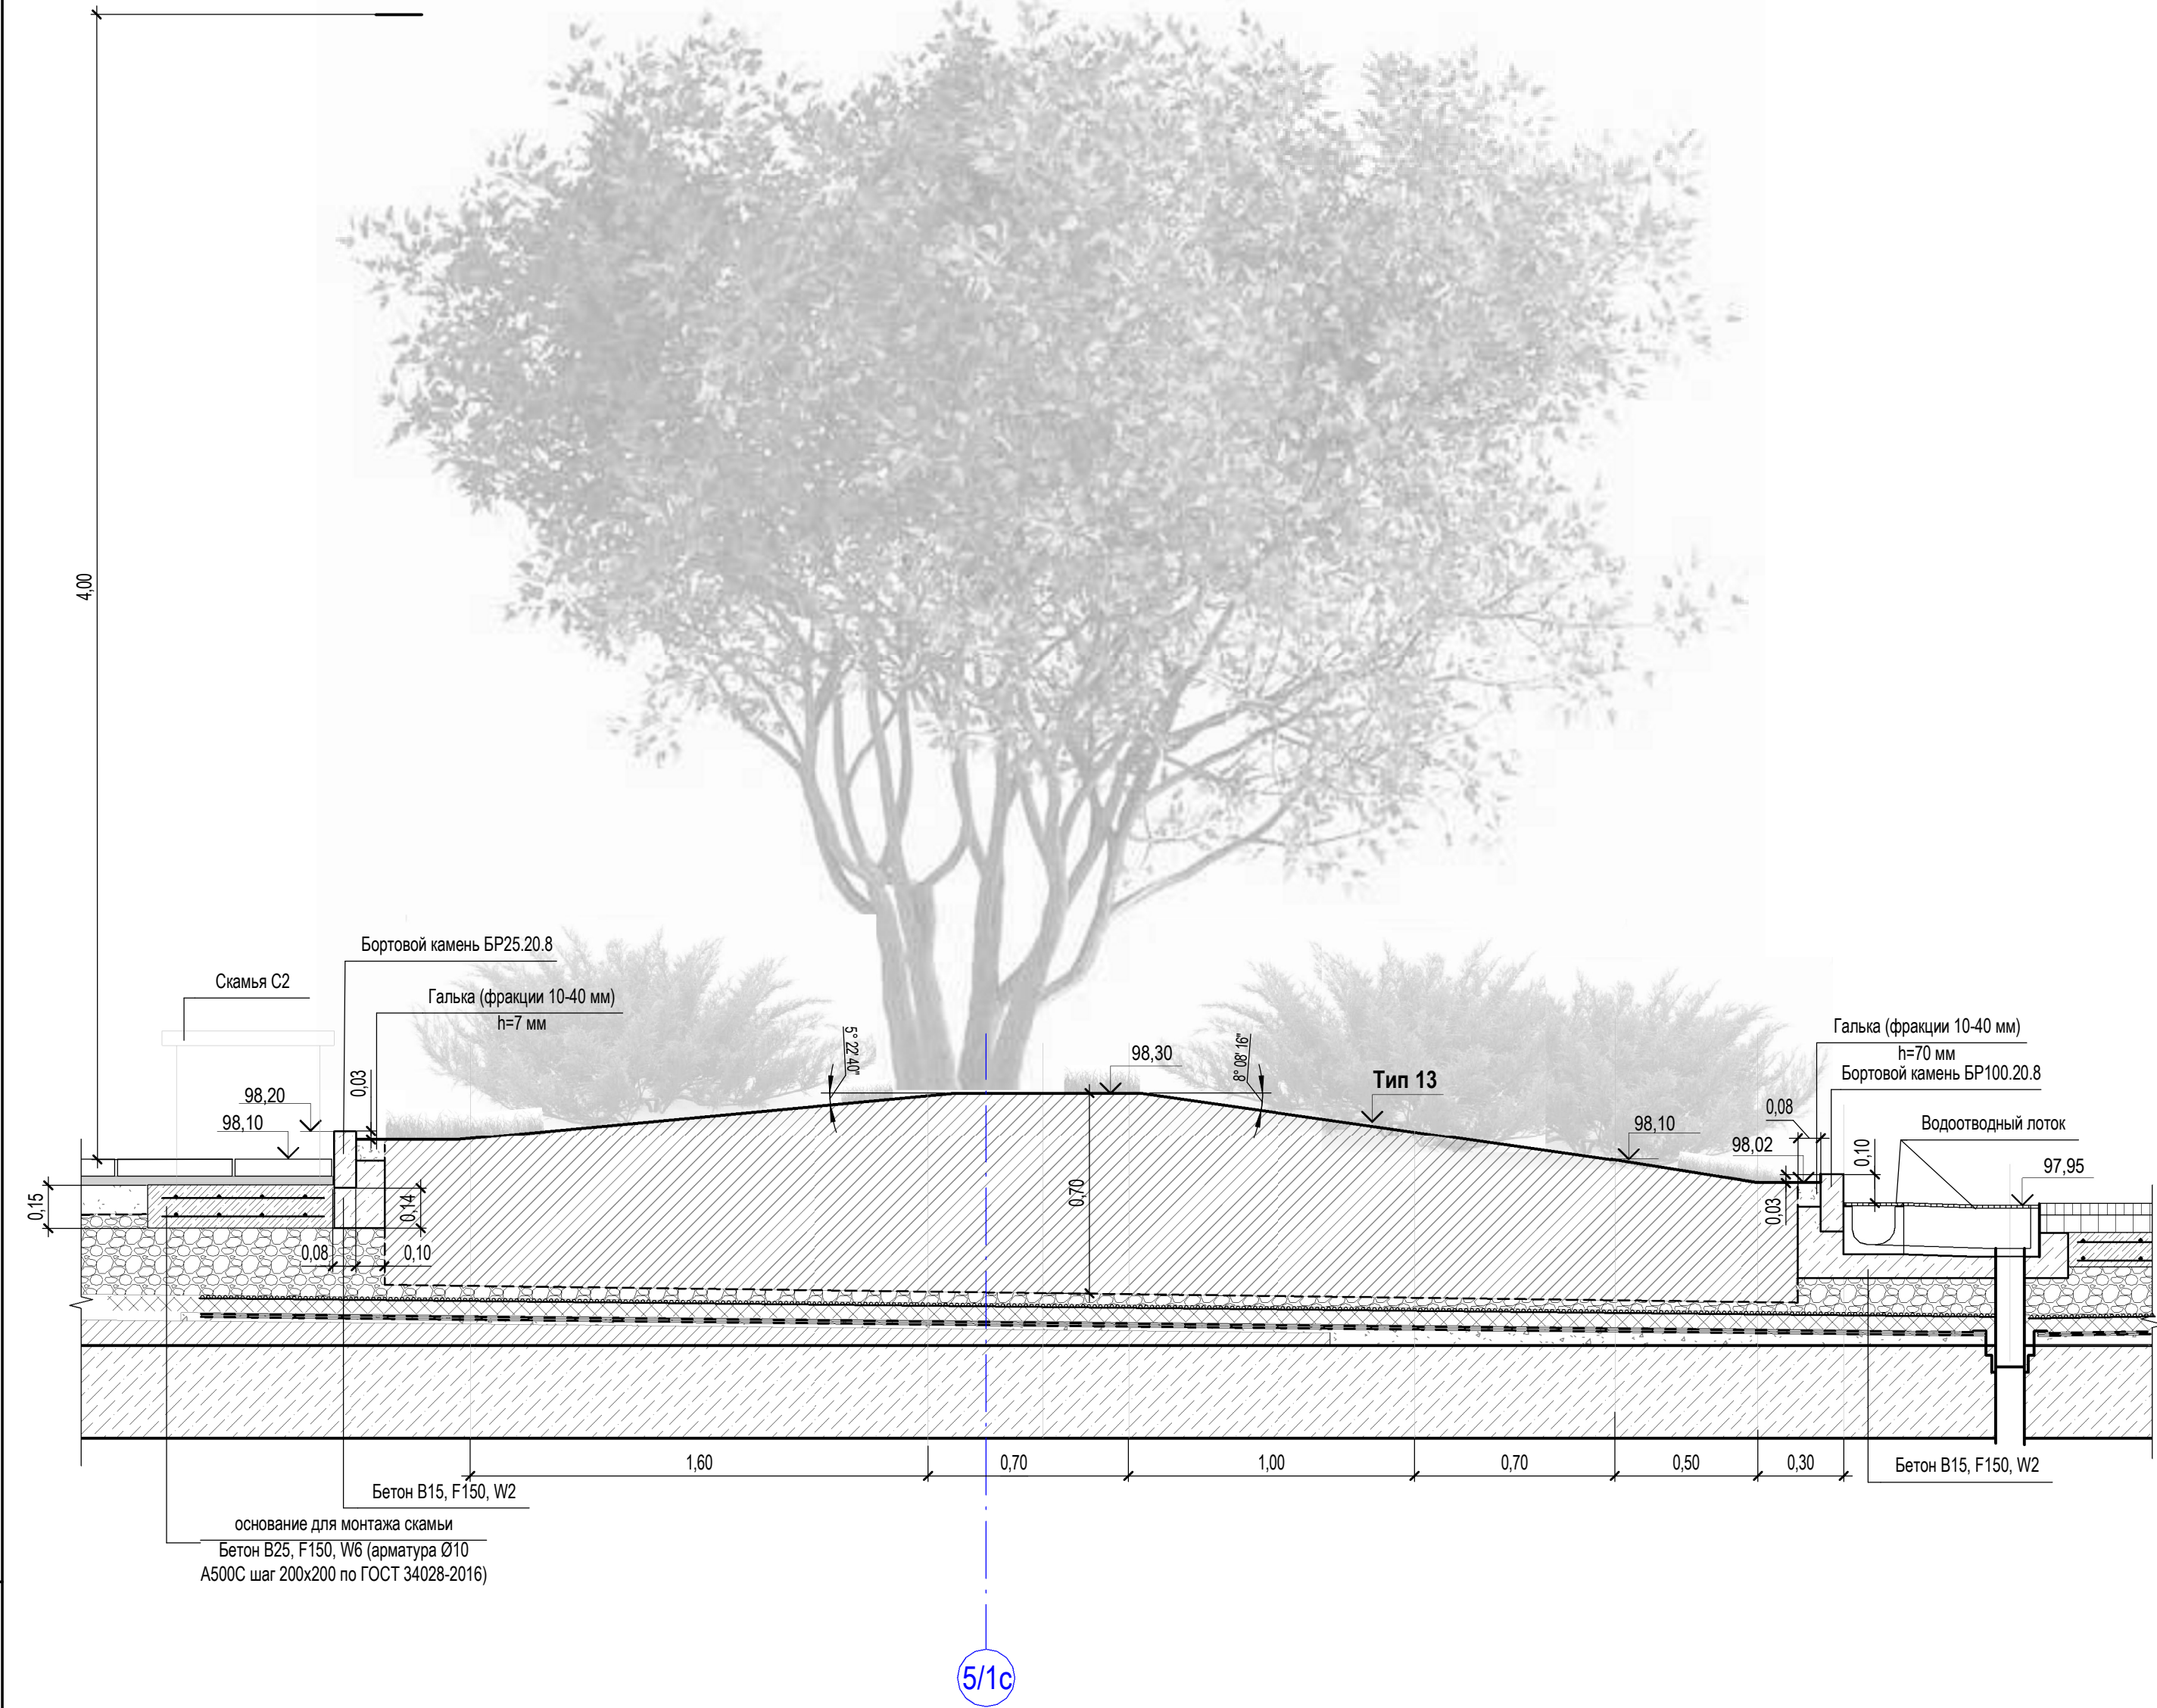 4,00
Бортовой камень БР25.20.8
Скамья С2
Галька (фракции 10-40 мм)
h=7 мм
0,03
98,20
98,10
5° 22' 40"
98,30
8° 08' 16"
Тип 13
Галька (фракции 10-40 мм)
h=70 мм
Бортовой камень БР100.20.8
0,08
98,10
98,02
0,10
Водоотводный лоток
97,95
0,15
0,14
0,70
0,03
0,08
0,10
1,60
0,70
1,00
0,70
0,50
0,30
Бетон В15, F150, W2
Бетон В15, F150, W2
основание для монтажа скамьи
Бетон В25, F150, W6 (арматура Ø10
А500С шаг 200х200 по ГОСТ 34028-2016)
5/1с